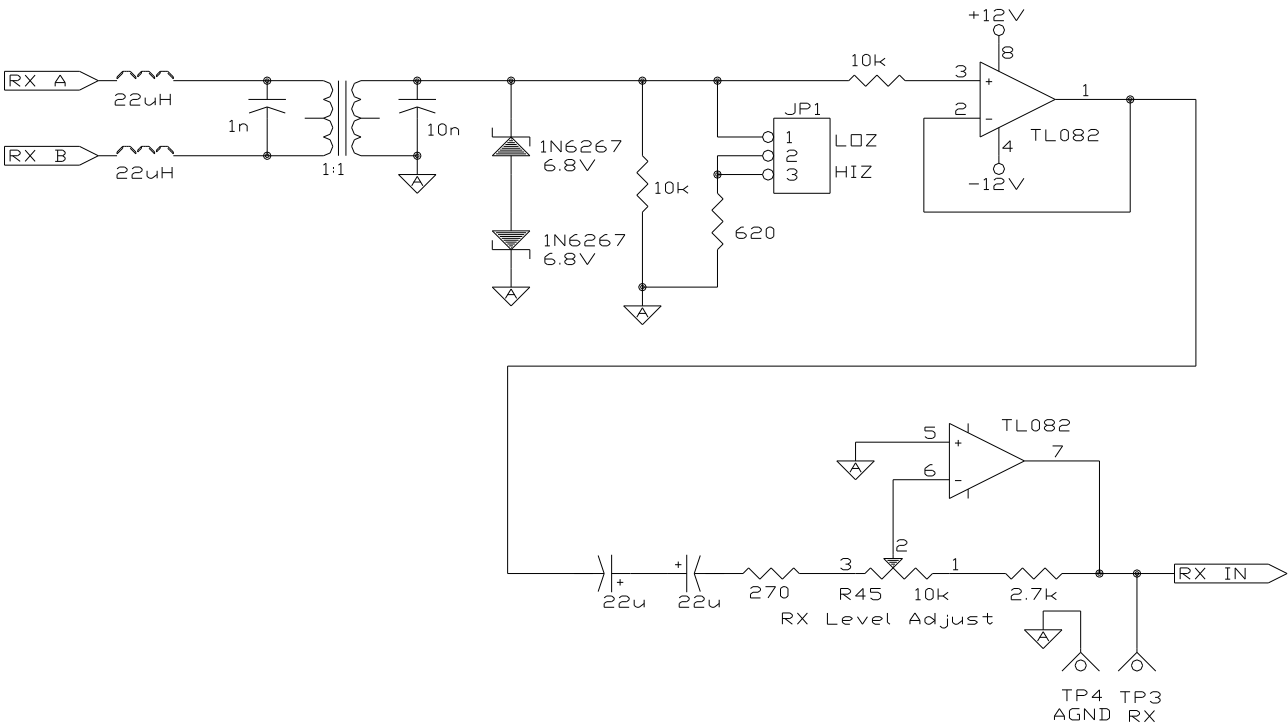 +12V
8
RX A
22uH
1n
10n
RX B
22uH
1:1
A
1N6267
6.8V
1N6267
6.8V
A
10k
A
JP1
1
2
3
LOZ
HIZ
620
10k
3
+
2
-
1
TL082
4
-12V
TL082
5
+
6
-
7
A
2
+
22u
+
22u
270
3
R45
10k
1
2.7k
RX Level Adjust
RX IN
A
TP4
AGND
TP3
RX